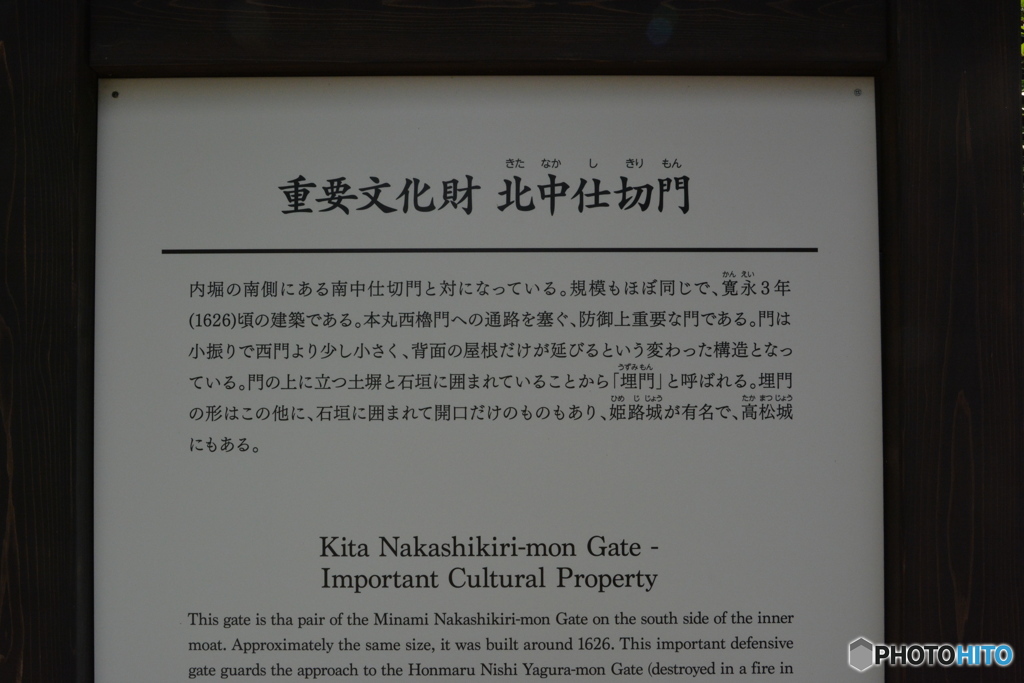 きた なか し きり もん
重要文化財 北中仕切門
かん えい
内堀の南側にある南中仕切門と対になっている。規模もほぼ同じで、寛永3年
(1626)頃の建築である。本丸西櫓門への通路を塞ぐ、防御上重要な門である。門は
小振りで西門より少し小さく、背面の屋根だけが延びるという変わった構造となっ
うずみもん
ている。門の上に立つ土塀と石垣に囲まれていることから「埋門」と呼ばれる。埋門
ひめ じ じょう たか まつ じょう
の形はこの他に、石垣に囲まれて開口だけのものもあり、姫路城が有名で、高松城
にもある。
Kita Nakashikiri-mon Gate -
Important Cultural Property
This gate is tha pair of the Minami Nakashikiri-mon Gate on the south side of the inner
moat. Approximately the same size, it was built around 1626. This important defensive
gate guards the approach to the Honmaru Nishi Yagura-mon Gate (destroyed in a fire in
PHOTOHITO